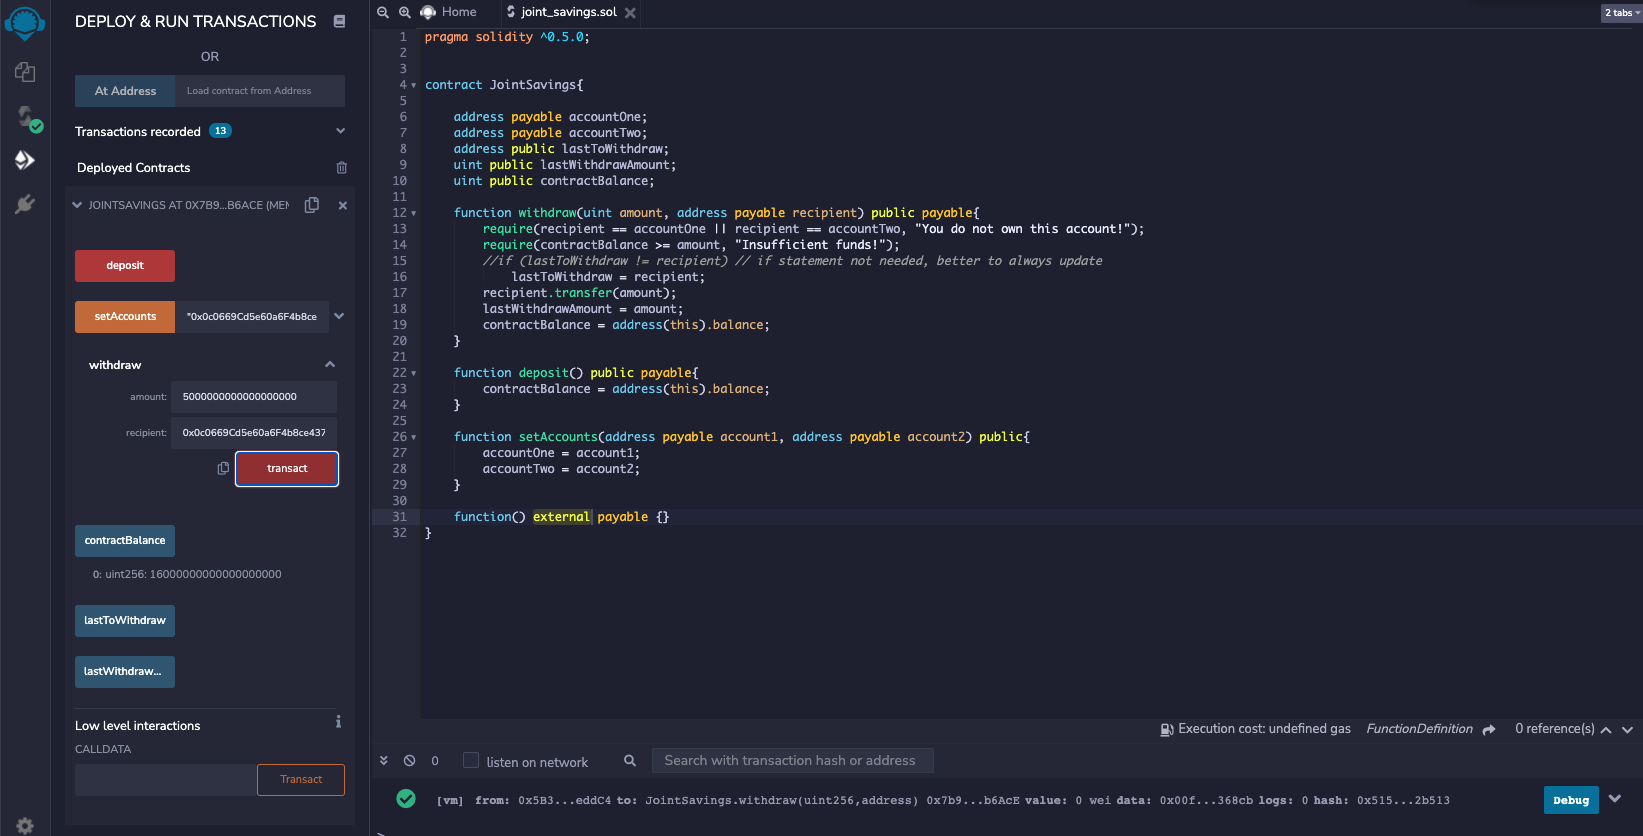 DEPLOY & RUN TRANSACTIONS
OR
At Address Load contract from Address
Transactions recorded 13
Deployed Contracts
JOINTSAVINGS AT 0X7B9...B6ACE (MEM
deposit
setAccounts "0x0c0669Cd5e60a6F4b8ce
withdraw
amount: 5000000000000000000
recipient: 0x0c0669Cd5e60a6F4b8ce437
transact
contractBalance
0: uint256: 16000000000000000000
lastToWithdraw
lastWithdraw...
Low level interactions
CALLDATA
Transact
Home joint_savings.sol 2 tabs
1 pragma solidity ^0.5.0;
2
3
4 contract JointSavings{
5
6 address payable accountOne;
7 address payable accountTwo;
8 address public lastToWithdraw;
9 uint public lastWithdrawAmount;
10 uint public contractBalance;
11
12 function withdraw(uint amount, address payable recipient) public payable{
13 require(recipient == accountOne || recipient == accountTwo, "You do not own this account!");
14 require(contractBalance >= amount, "Insufficient funds!");
15 //if (lastToWithdraw != recipient) // if statement not needed, better to always update
16 lastToWithdraw = recipient;
17 recipient.transfer(amount);
18 lastWithdrawAmount = amount;
19 contractBalance = address(this).balance;
20 }
21
22 function deposit() public payable{
23 contractBalance = address(this).balance;
24 }
25
26 function setAccounts(address payable account1, address payable account2) public{
27 accountOne = account1;
28 accountTwo = account2;
29 }
30
31 function() external payable {}
32 }
Execution cost: undefined gas FunctionDefinition 0 reference(s)
0 listen on network Search with transaction hash or address
[vm] from: 0x5B3...eddC4 to: JointSavings.withdraw(uint256,address) 0x7b9...b6AcE value: 0 wei data: 0x00f...368cb logs: 0 hash: 0x515...2b513
Debug